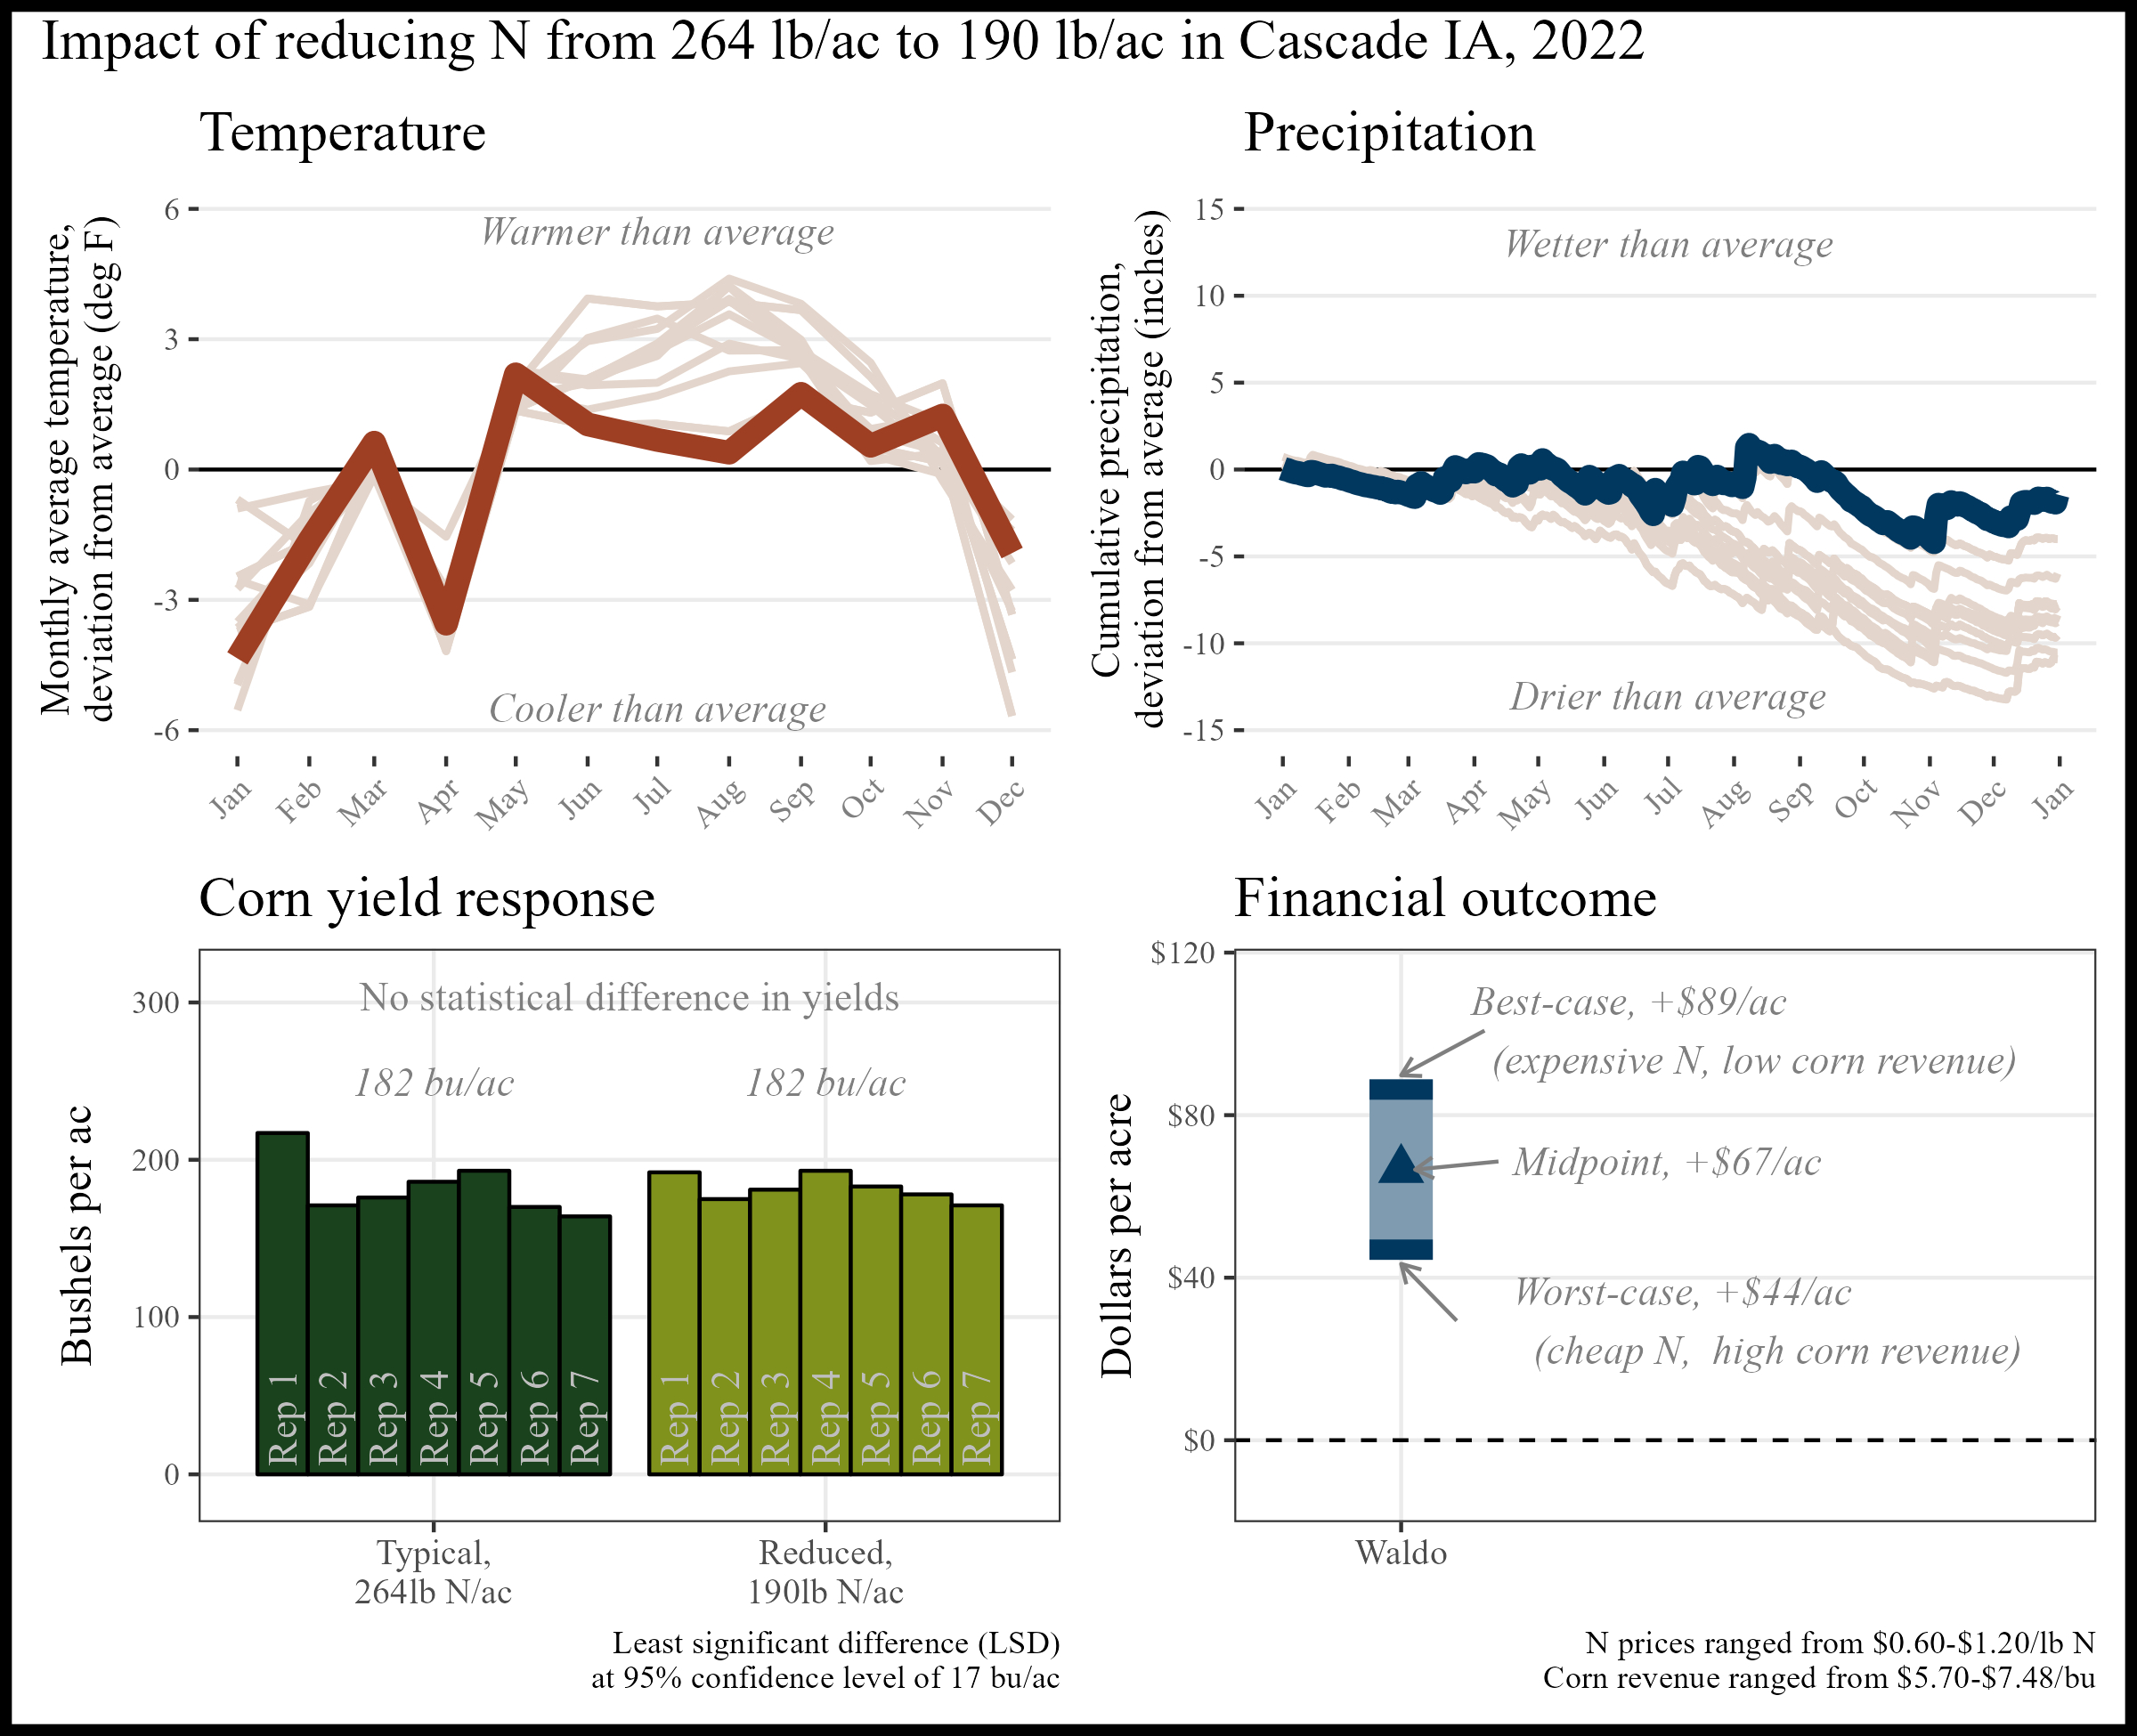 Impact of reducing N from 264 lb/ac to 190 lb/ac in Cascade IA, 2022
Temperature
Monthly average temperature,
deviation from average (deg F)
6
3
0
-3
-6
Warmer than average
Cooler than average
Jan
Feb
Mar
Apr
May
Jun
Jul
Aug
Sep
Oct
Nov
Dec
Precipitation
Cumulative precipitation,
deviation from average (inches)
15
10
5
0
-5
-10
-15
Wetter than average
Drier than average
Jan
Feb
Mar
Apr
May
Jun
Jul
Aug
Sep
Oct
Nov
Dec
Jan
Corn yield response
Bushels per ac
300
200
100
0
No statistical difference in yields
182 bu/ac
182 bu/ac
Rep 1
Rep 2
Rep 3
Rep 4
Rep 5
Rep 6
Rep 7
Rep 1
Rep 2
Rep 3
Rep 4
Rep 5
Rep 6
Rep 7
Typical,
264lb N/ac
Reduced,
190lb N/ac
Least significant difference (LSD)
at 95% confidence level of 17 bu/ac
Financial outcome
Dollars per acre
$120
$80
$40
$0
Best-case, +$89/ac
(expensive N, low corn revenue)
Midpoint, +$67/ac
Worst-case, +$44/ac
(cheap N, high corn revenue)
Waldo
N prices ranged from $0.60-$1.20/lb N
Corn revenue ranged from $5.70-$7.48/bu